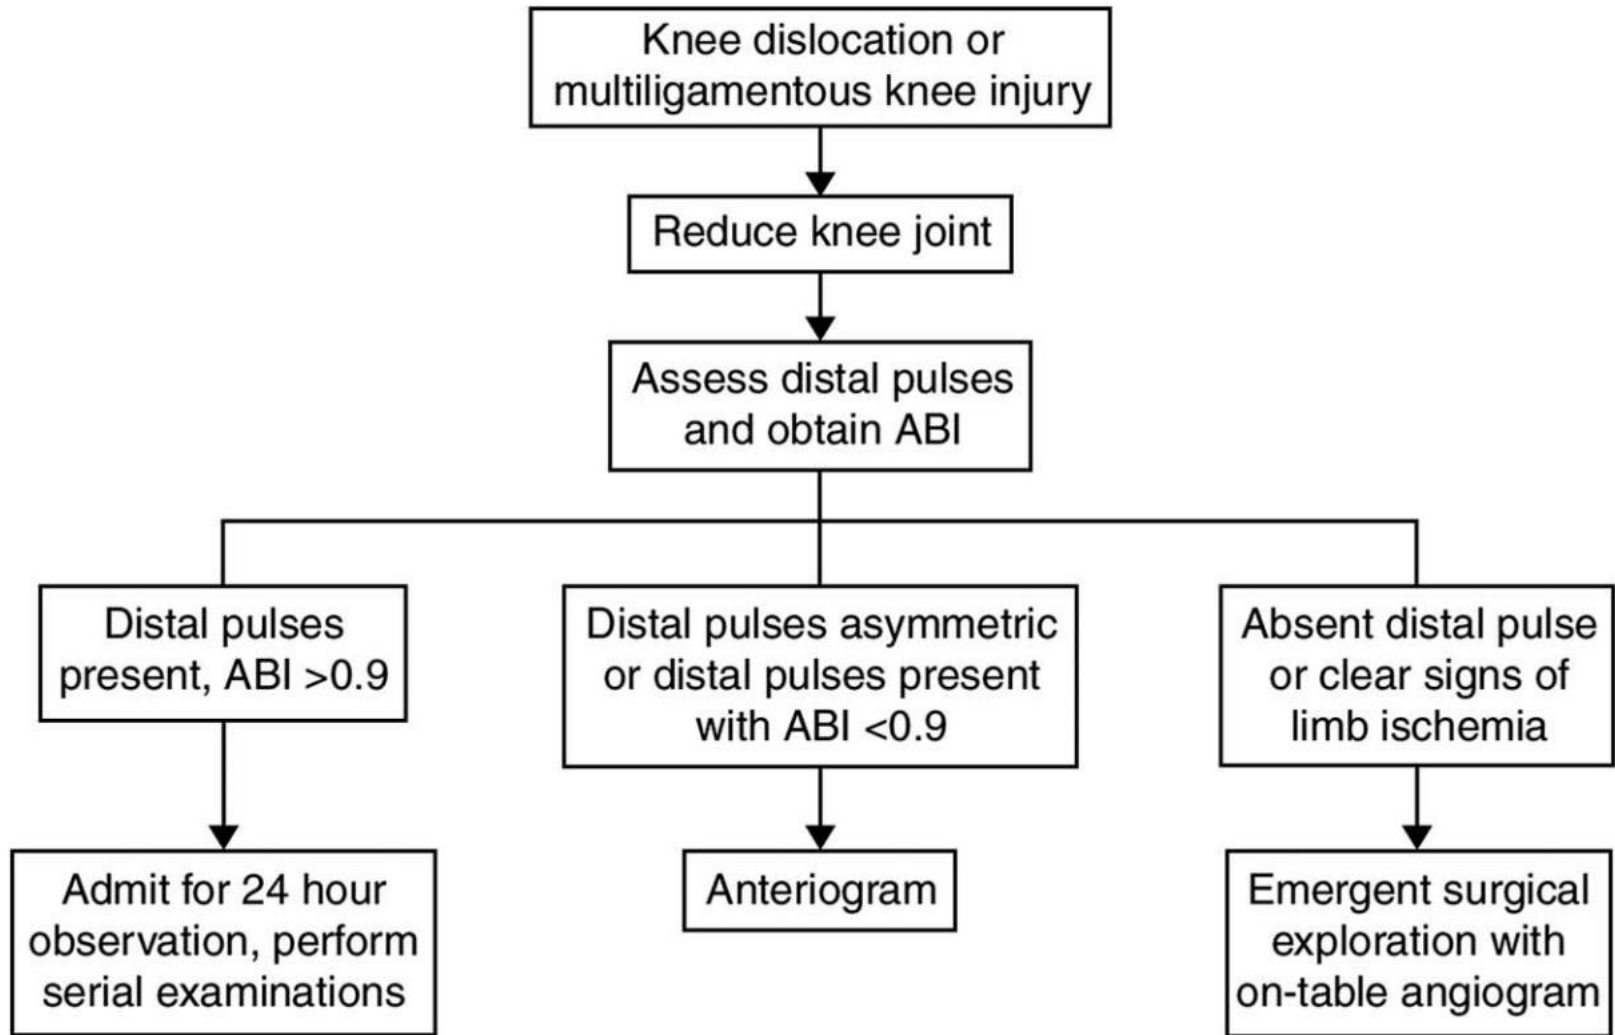 Knee dislocation or
multiligamentous knee injury
Reduce knee joint
Assess distal pulses
and obtain ABI
Distal pulses
present, ABI >0.9
Distal pulses asymmetric
or distal pulses present
with ABI <0.9
Absent distal pulse
or clear signs of
limb ischemia
Admit for 24 hour
observation, perform
serial examinations
Anteriogram
Emergent surgical
exploration with
on-table angiogram